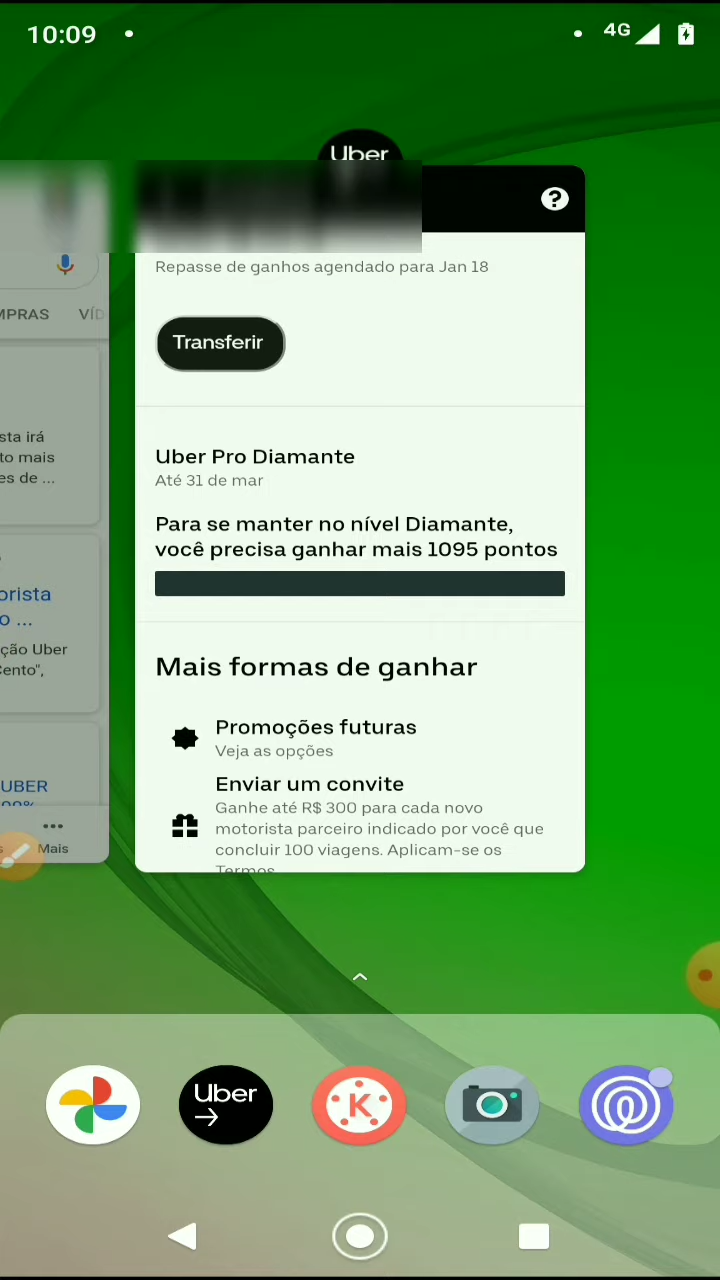 10:09
4G
Uber
?
Repasse de ganhos agendado para Jan 18
Transferir
MPRAS VÍD
sta irá
to mais
es de ...
Uber Pro Diamante
Até 31 de mar
Para se manter no nível Diamante,
você precisa ganhar mais 1095 pontos
orista
o ...
ção Uber
Cento",
Mais formas de ganhar
Promoções futuras
Veja as opções
UBER
Enviar um convite
Ganhe até R$ 300 para cada novo
motorista parceiro indicado por você que
concluir 100 viagens. Aplicam-se os
Termos
s Mais
Uber
K